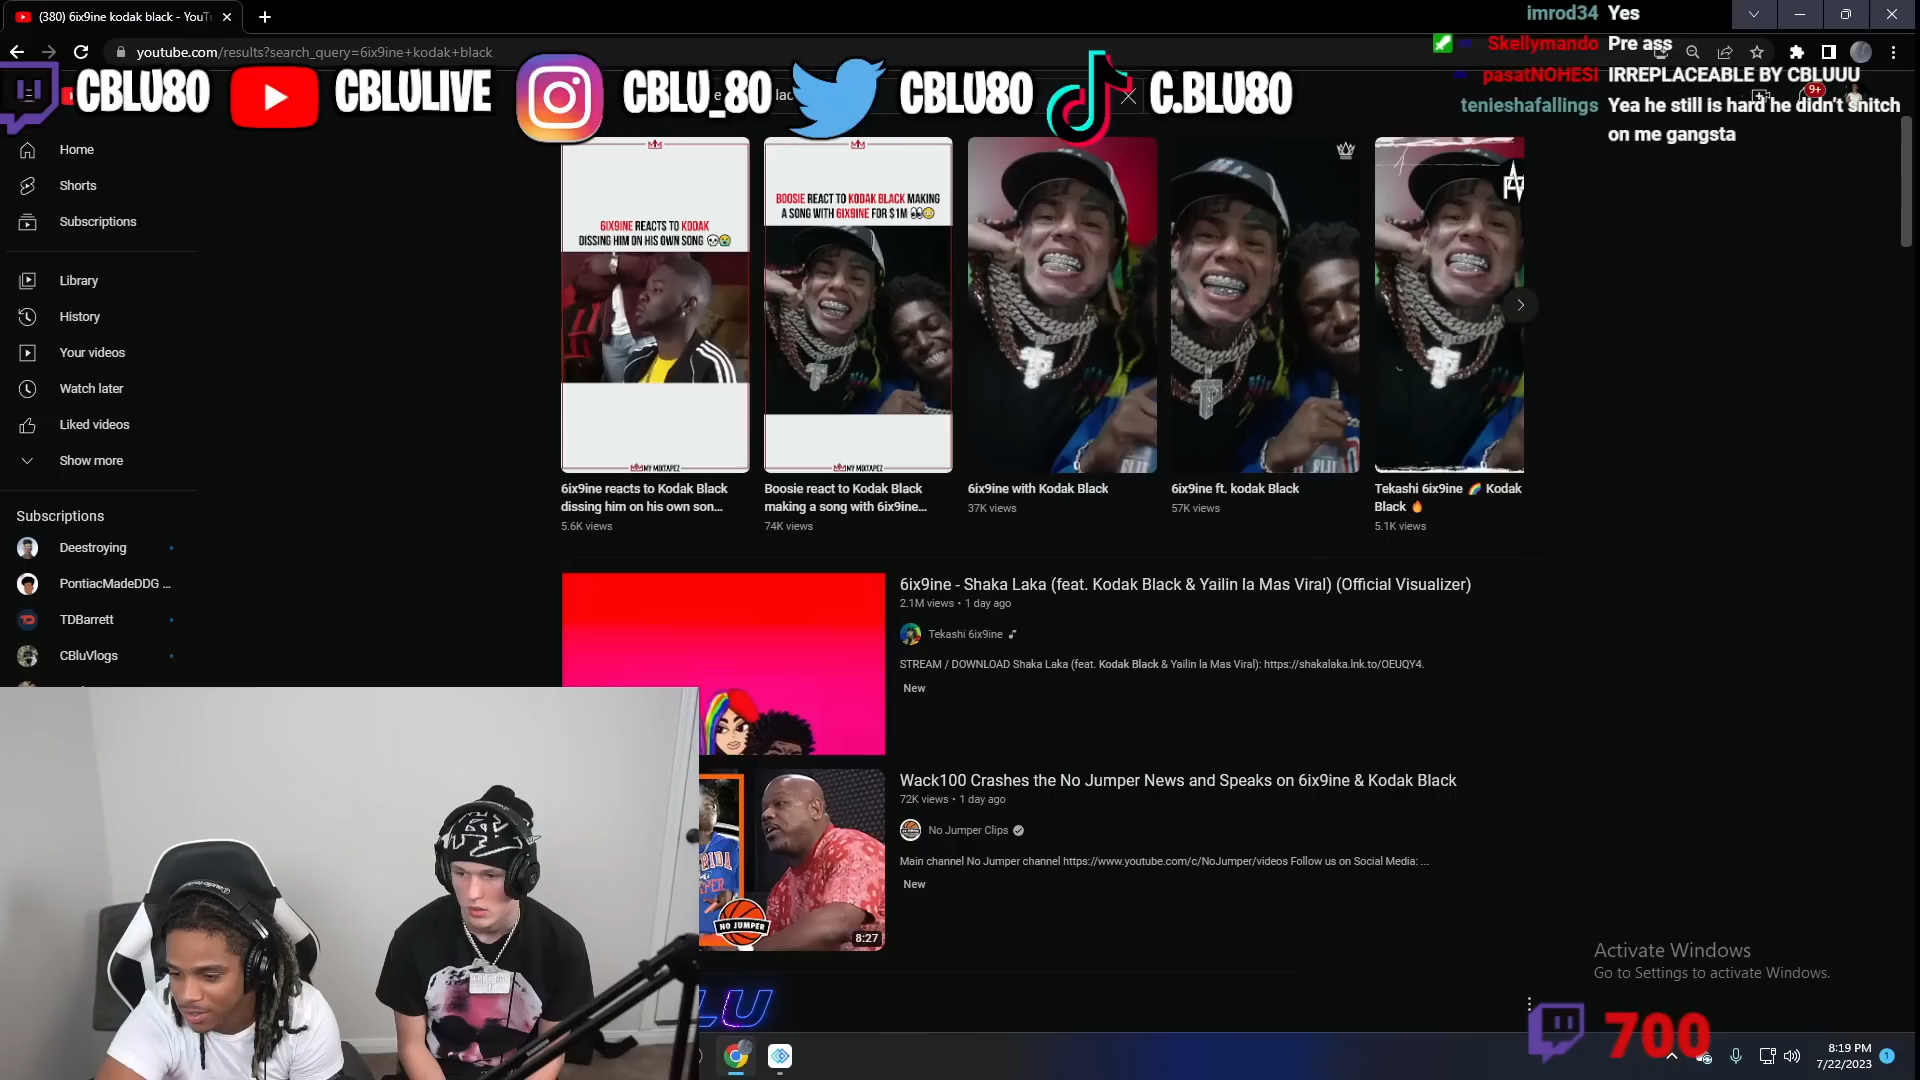 (380) 6ix9ine kodak black - YouT
imrod34 Yes
youtube.com/results?search_query=6ix9ine+kodak+black
Skellymando Pre ass
pasatNOHESI IRREPLACEABLE BY CBLUUU
tenieshafallings Yea he still is hard he didn't snitch
on me gangsta
CBLU80
CBLULIVE
CBLU_80
CBLU80
C.BLU80
9+
Home
Shorts
Subscriptions
Library
History
Your videos
Watch later
Liked videos
Show more
Subscriptions
Deestroying
PontiacMadeDDG ...
TDBarrett
CBluVlogs
6IX9INE REACTS TO KODAK
DISSING HIM ON HIS OWN SONG
MY MIXTAPEZ
BOOSIE REACT TO KODAK BLACK MAKING
A SONG WITH 6IX9INE FOR $1M
MY MIXTAPEZ
6ix9ine reacts to Kodak Black
dissing him on his own son...
5.6K views
Boosie react to Kodak Black
making a song with 6ix9ine...
74K views
6ix9ine with Kodak Black
37K views
6ix9ine ft. kodak Black
57K views
Tekashi 6ix9ine 🌈 Kodak
Black 🔥
5.1K views
6ix9ine - Shaka Laka (feat. Kodak Black & Yailin la Mas Viral) (Official Visualizer)
2.1M views • 1 day ago
Tekashi 6ix9ine
STREAM / DOWNLOAD Shaka Laka (feat. Kodak Black & Yailin la Mas Viral): https://shakalaka.lnk.to/OEUQY4.
New
NO JUMPER
8:27
Wack100 Crashes the No Jumper News and Speaks on 6ix9ine & Kodak Black
72K views • 1 day ago
No Jumper Clips
Main channel No Jumper channel https://www.youtube.com/c/NoJumper/videos Follow us on Social Media: ...
New
Activate Windows
Go to Settings to activate Windows.
LU
700
8:19 PM
7/22/2023
1